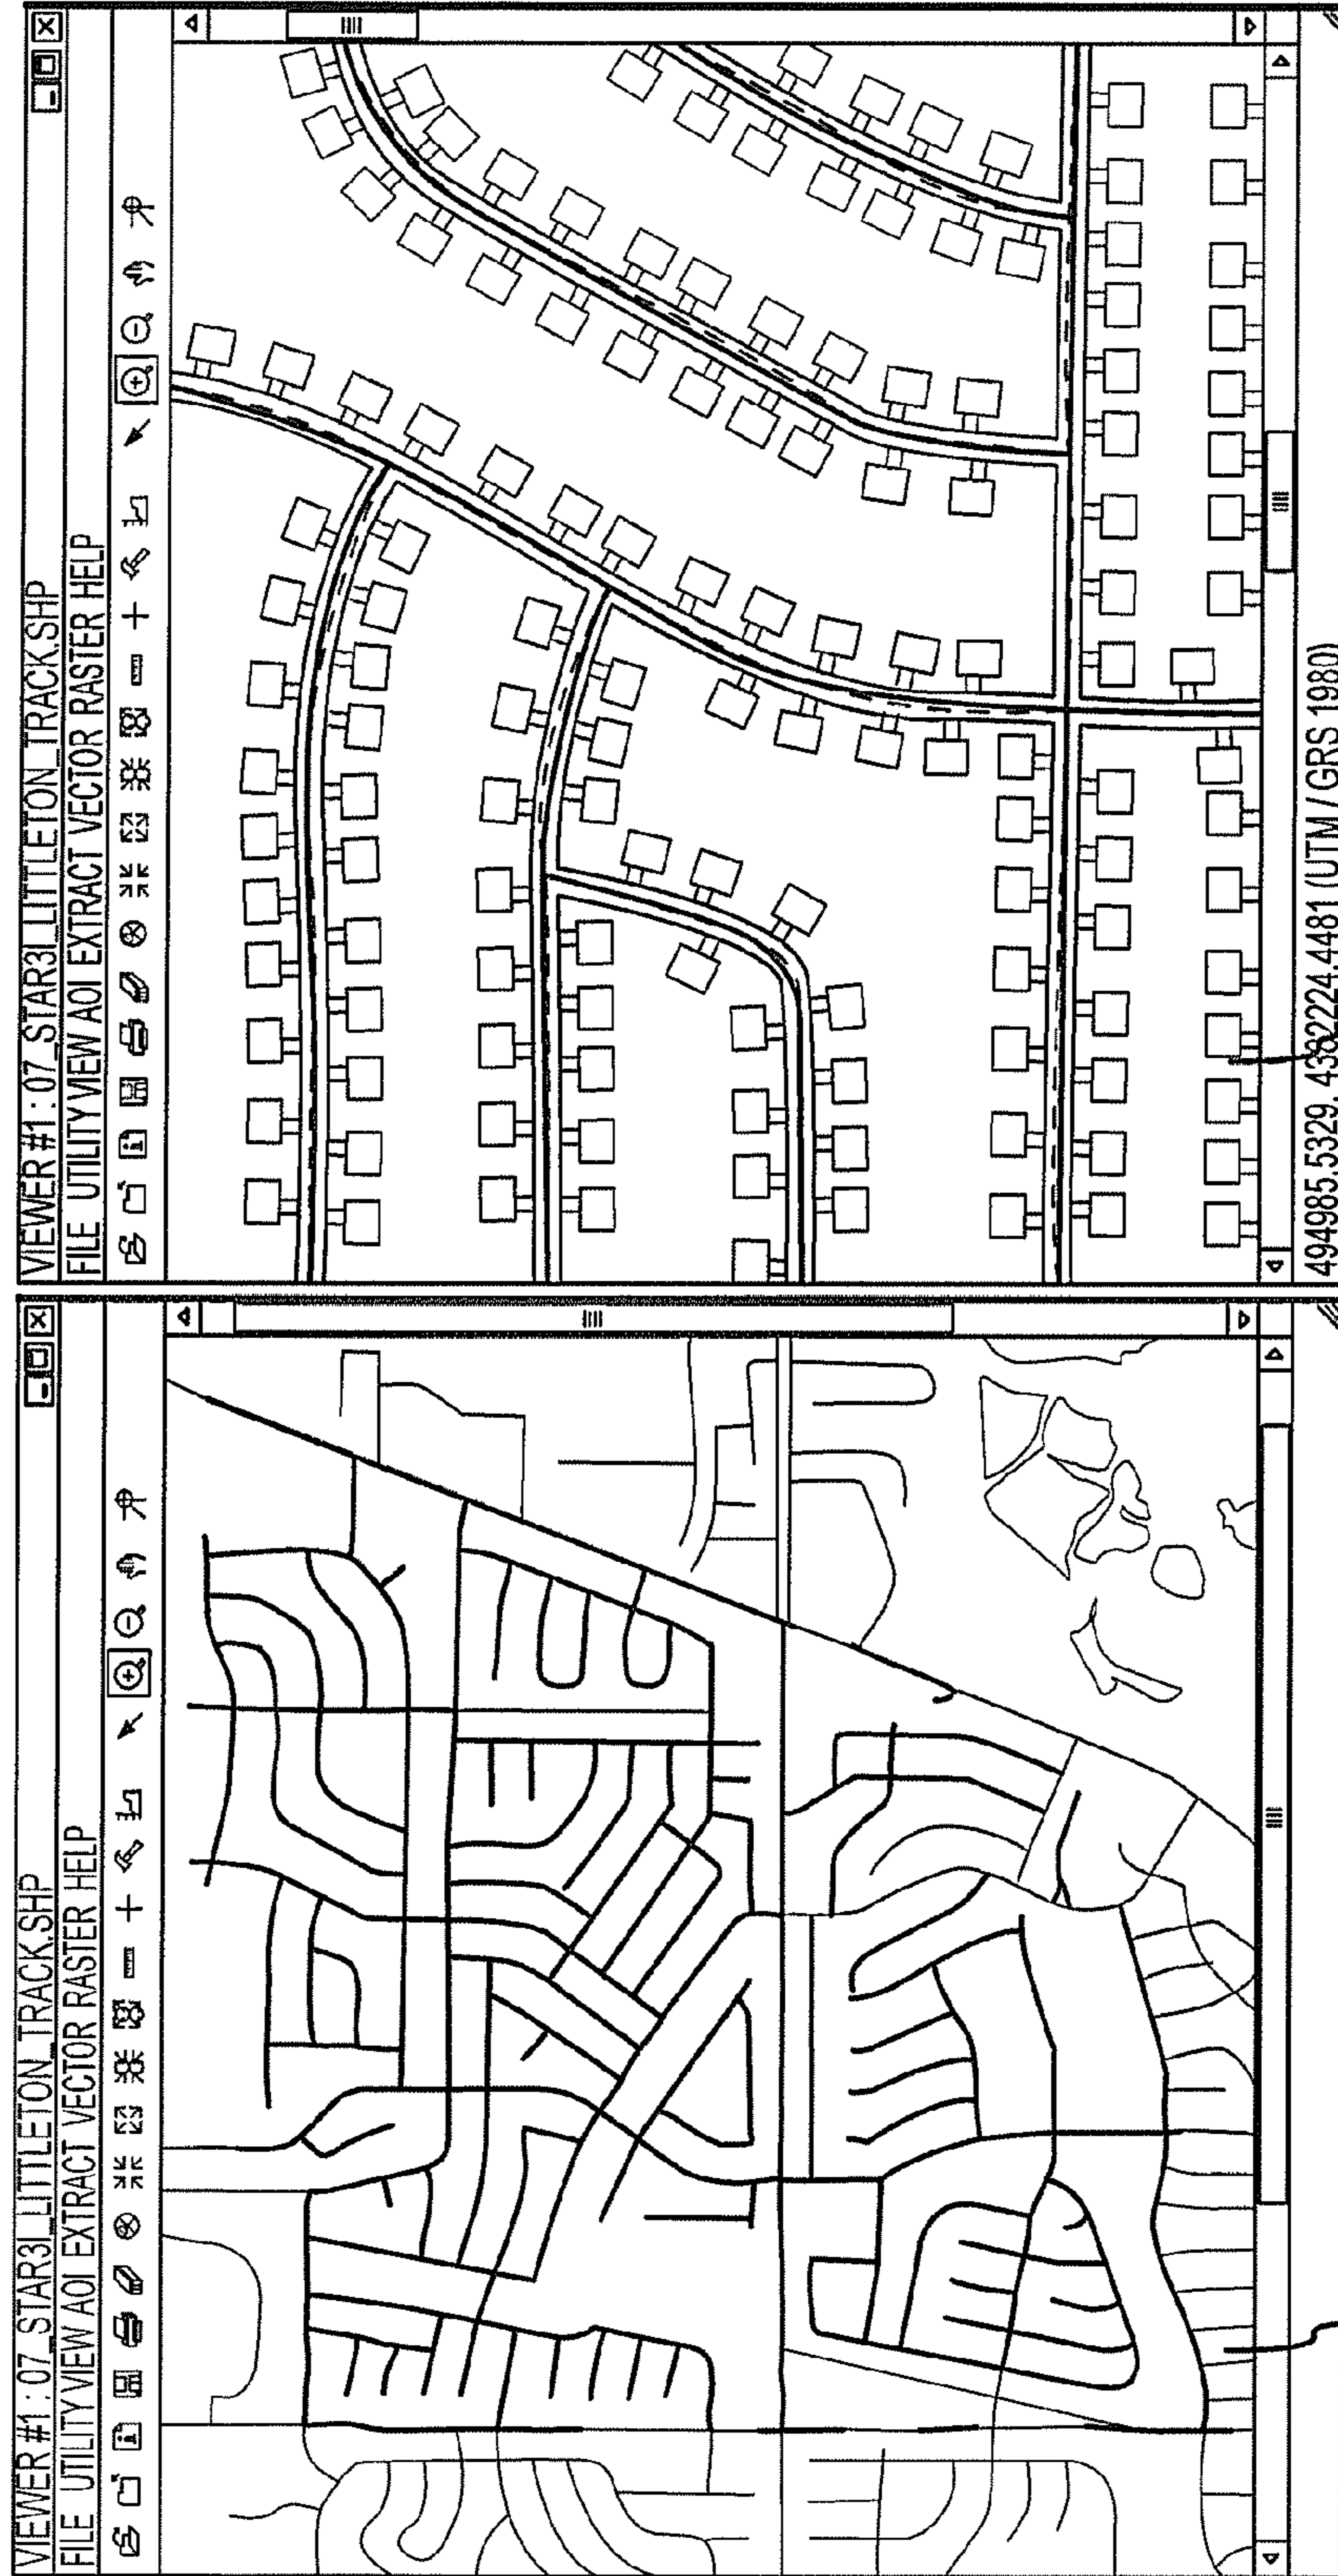 VIEWER #1 : 07_STAR3I_LITTLETON_TRACK.SHP
FILE UTILITY VIEW AOI EXTRACT VECTOR RASTER HELP
VIEWER #1 : 07_STAR3I_LITTLETON_TRACK.SHP
FILE UTILITY VIEW AOI EXTRACT VECTOR RASTER HELP
494985.5329, 4382224.4481 (UTM / GRS 1980)